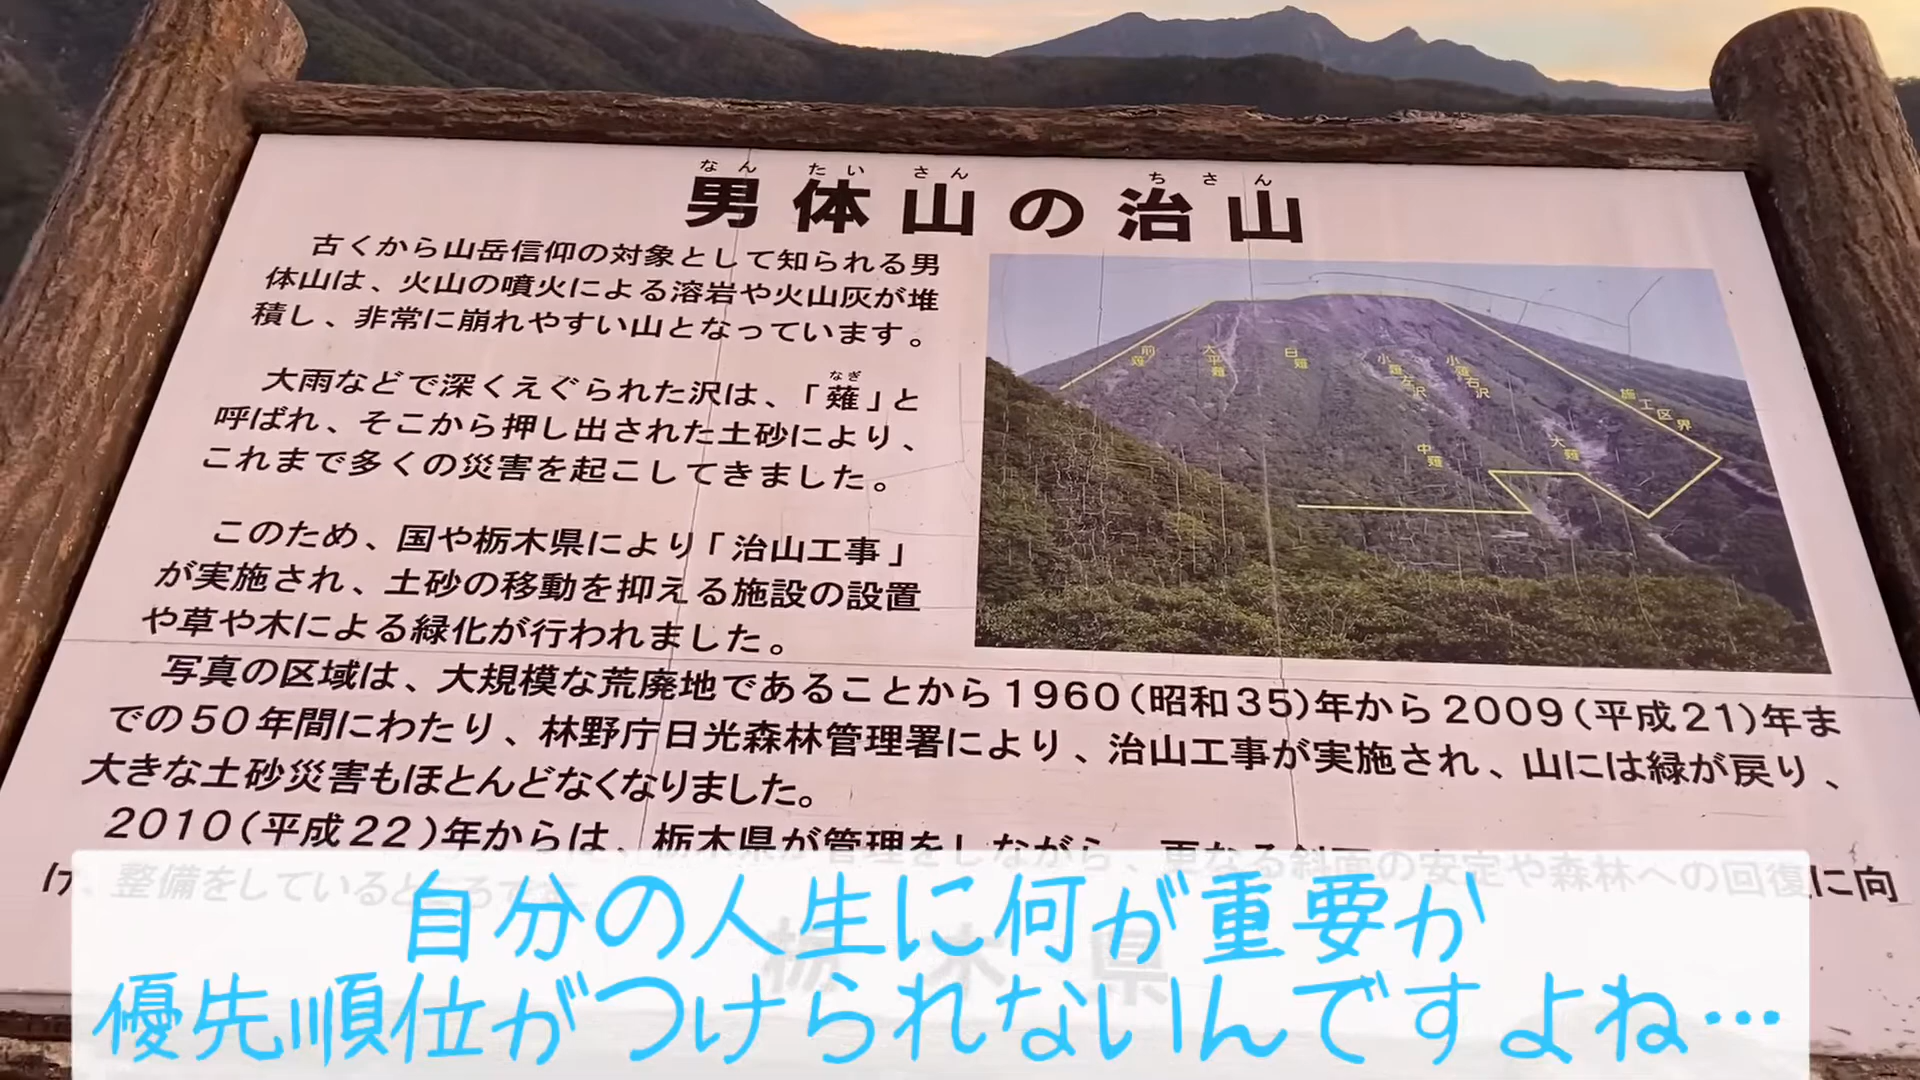 なんたいさん ちさん
男体山の治山
古くから山岳信仰の対象として知られる男
体山は、火山の噴火による溶岩や火山灰が堆
積し、非常に崩れやすい山となっています。
なぎ
大雨などで深くえぐられた沢は、「薙」と
呼ばれ、そこから押し出された土砂により、
これまで多くの災害を起こしてきました。
このため、国や栃木県により「治山工事」
が実施され、土砂の移動を抑える施設の設置
や草や木による緑化が行われました。
写真の区域は、大規模な荒廃地であることから1960(昭和35)年から2009(平成21)年ま
での50年間にわたり、林野庁日光森林管理署により、治山工事が実施され、山には緑が戻り、
大きな土砂災害もほとんどなくなりました。
2010(平成22)年からは、栃木県が管理をしながら、更なる斜面の安定や森林への回復に向
け、整備をしているところです。
栃木県
前薙
大平薙
日薙
小薙左沢
小薙右沢
施工区界
中薙
大薙
自分の人生に何が重要か
優先順位がつけられないんですよね…